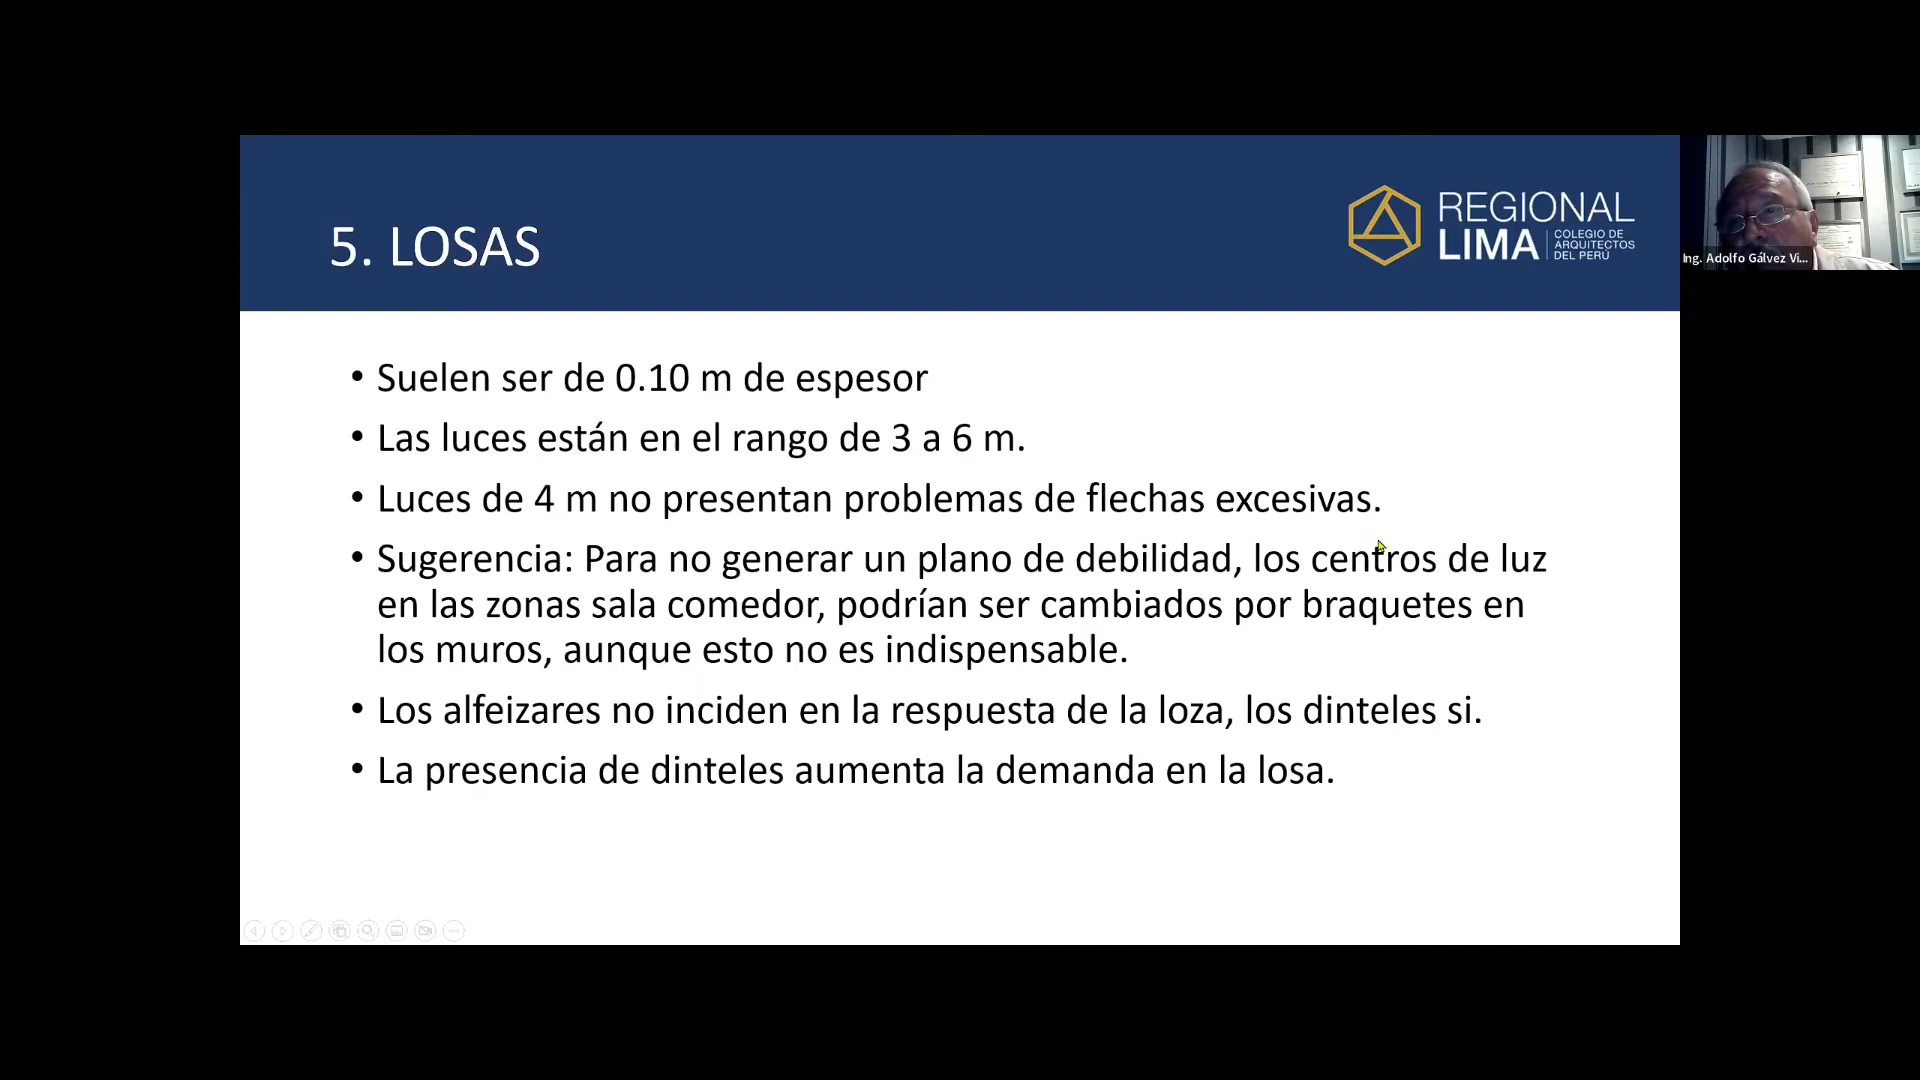 5. LOSAS
REGIONAL
LIMA
COLEGIO DE
ARQUITECTOS
DEL PERÚ
Ing. Adolfo Gálvez Vi...
• Suelen ser de 0.10 m de espesor
• Las luces están en el rango de 3 a 6 m.
• Luces de 4 m no presentan problemas de flechas excesivas.
• Sugerencia: Para no generar un plano de debilidad, los centros de luz
en las zonas sala comedor, podrían ser cambiados por braquetes en
los muros, aunque esto no es indispensable.
• Los alfeizares no inciden en la respuesta de la loza, los dinteles si.
• La presencia de dinteles aumenta la demanda en la losa.